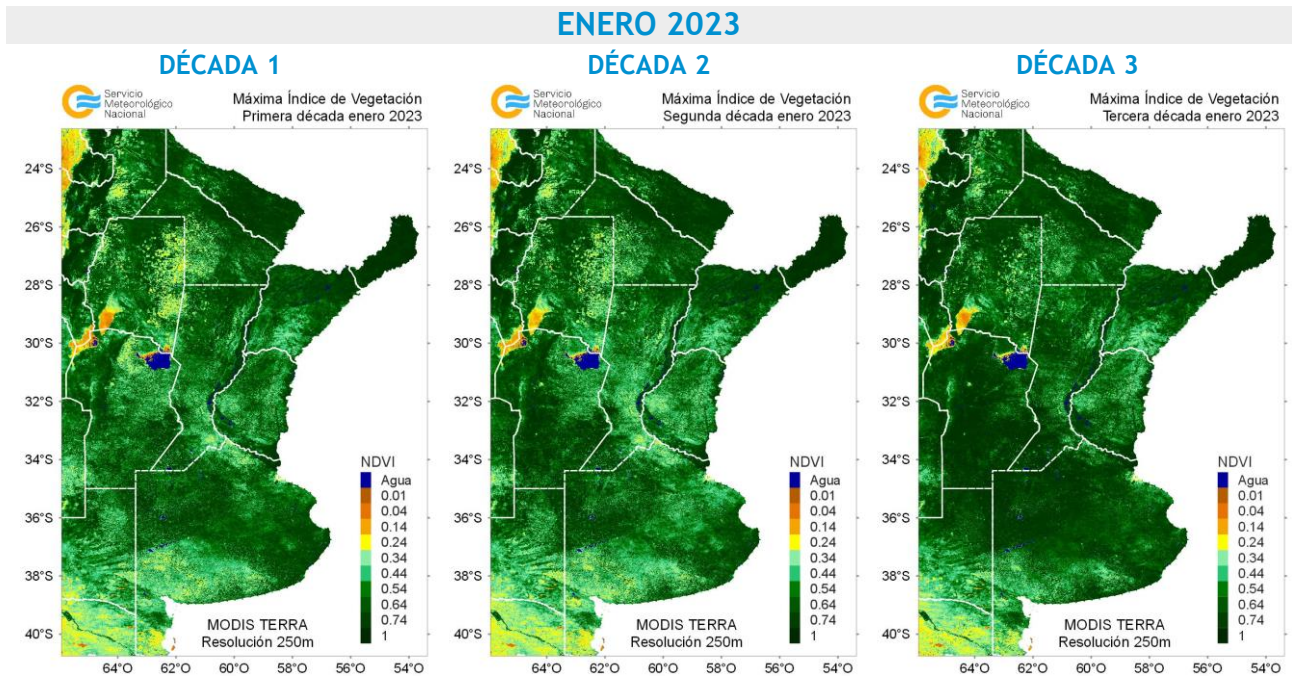 ENERO 2023
DÉCADA 1
Servicio
Meteorológico
Nacional
Máxima Índice de Vegetación
Primera década enero 2023
24°S
26°S
28°S
30°S
32°S
34°S
36°S
38°S
40°S
NDVI
Agua
0.01
0.04
0.14
0.24
0.34
0.44
0.54
0.64
0.74
1
MODIS TERRA
Resolución 250m
64°O 62°O 60°O 58°O 56°O 54°O
DÉCADA 2
Servicio
Meteorológico
Nacional
Máxima Índice de Vegetación
Segunda década enero 2023
24°S
26°S
28°S
30°S
32°S
34°S
36°S
38°S
40°S
NDVI
Agua
0.01
0.04
0.14
0.24
0.34
0.44
0.54
0.64
0.74
1
MODIS TERRA
Resolución 250m
64°O 62°O 60°O 58°O 56°O 54°O
DÉCADA 3
Servicio
Meteorológico
Nacional
Máxima Índice de Vegetación
Tercera década enero 2023
24°S
26°S
28°S
30°S
32°S
34°S
36°S
38°S
40°S
NDVI
Agua
0.01
0.04
0.14
0.24
0.34
0.44
0.54
0.64
0.74
1
MODIS TERRA
Resolución 250m
64°O 62°O 60°O 58°O 56°O 54°O